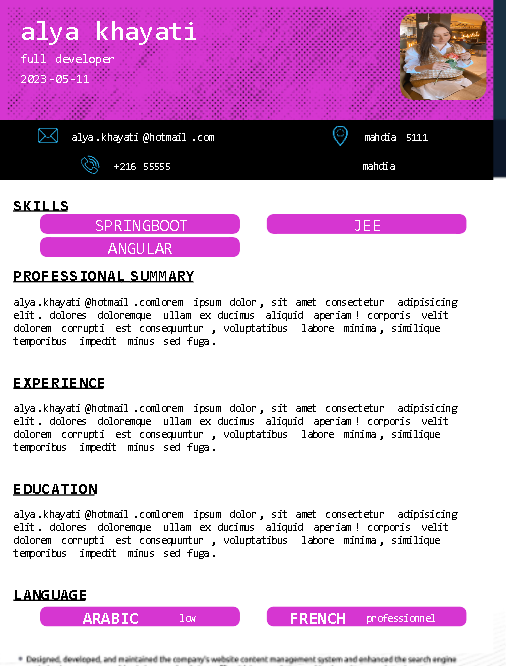 alya khayati
full developer
2023-05-11
alya.khayati@hotmail.com
mahdia 5111
+216 55555
mahdia
SKILLS
SPRINGBOOT
JEE
ANGULAR
PROFESSIONAL SUMMARY
alya.khayati@hotmail.comlorem ipsum dolor, sit amet consectetur adipisicing
elit. dolores doloremque ullam ex ducimus aliquid aperiam! corporis velit
dolorem corrupti est consequuntur, voluptatibus labore minima, similique
temporibus impedit minus sed fuga.
EXPERIENCE
alya.khayati@hotmail.comlorem ipsum dolor, sit amet consectetur adipisicing
elit. dolores doloremque ullam ex ducimus aliquid aperiam! corporis velit
dolorem corrupti est consequuntur, voluptatibus labore minima, similique
temporibus impedit minus sed fuga.
EDUCATION
alya.khayati@hotmail.comlorem ipsum dolor, sit amet consectetur adipisicing
elit. dolores doloremque ullam ex ducimus aliquid aperiam! corporis velit
dolorem corrupti est consequuntur, voluptatibus labore minima, similique
temporibus impedit minus sed fuga.
LANGUAGE
ARABIC low
FRENCH professionnel
* Designed, developed, and maintained the company's website content management system and enhanced the search engine